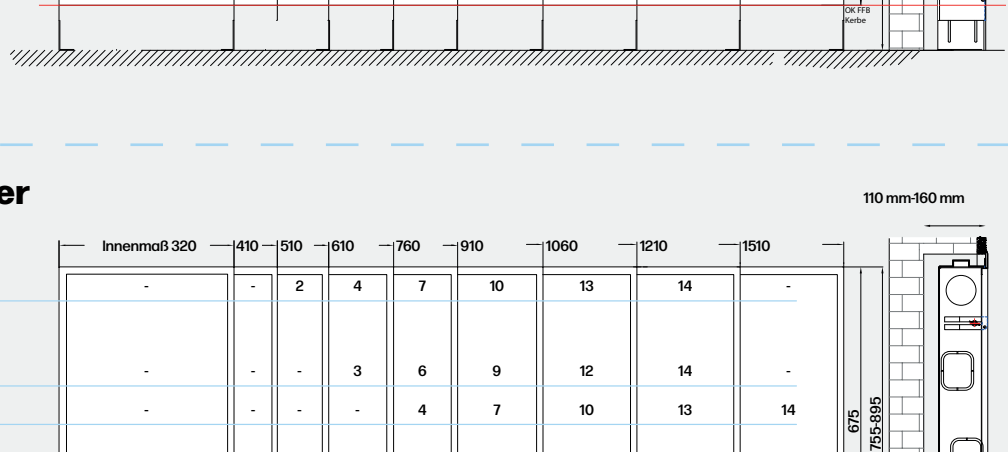 OK FFB
Kerbe
er
110 mm-160 mm
Innenmaß 320 410 510 610 760 910 1060 1210 1510
- - 2 4 7 10 13 14 -
- - - 3 6 9 12 14 -
- - - - 4 7 10 13 14
675
755-895